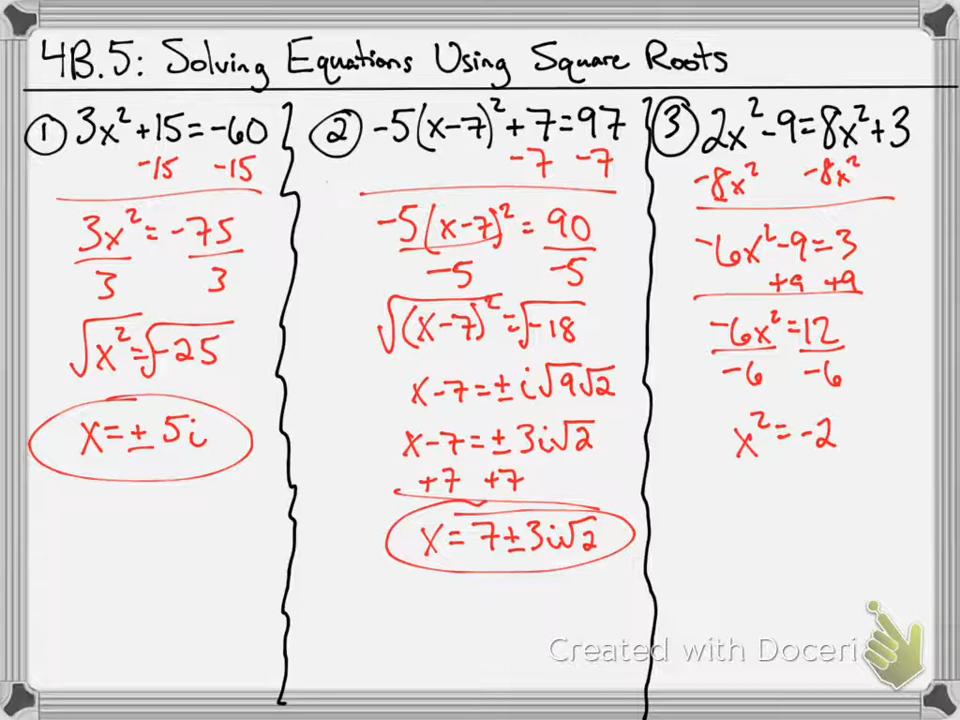 4B.5: Solving Equations Using Square Roots
① 3x² + 15 = -60
-15 -15
3x² = -75
3 3
√x² = √-25
x = ± 5i
② -5(x-7)² + 7 = 97
-7 -7
-5(x-7)² = 90
-5 -5
√(x-7)² = √-18
x-7 = ± i√9√2
x-7 = ± 3i√2
+7 +7
x = 7 ± 3i√2
③ 2x² - 9 = 8x² + 3
-8x² -8x²
-6x² - 9 = 3
+9 +9
-6x² = 12
-6 -6
x² = -2
Created with Doceri